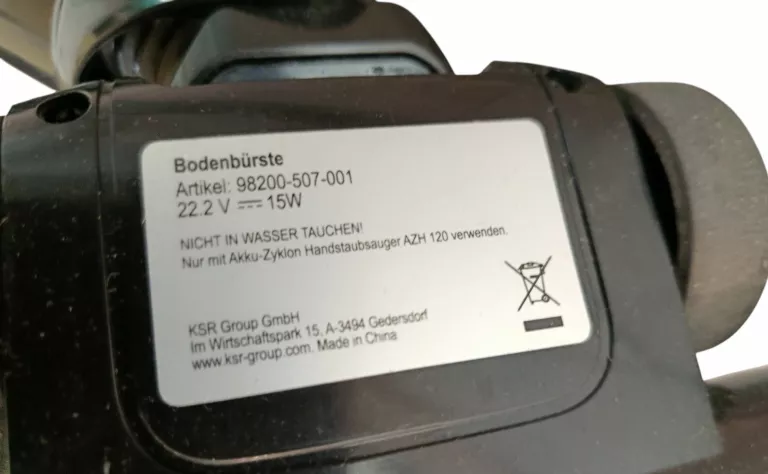 Bodenbürste
Artikel: 98200-507-001
22.2 V ⎓ 15W
NICHT IN WASSER TAUCHEN!
Nur mit Akku-Zyklon Handstaubsauger AZH 120 verwenden.
KSR Group GmbH
Im Wirtschaftspark 15, A-3494 Gedersdorf
www.ksr-group.com. Made in China